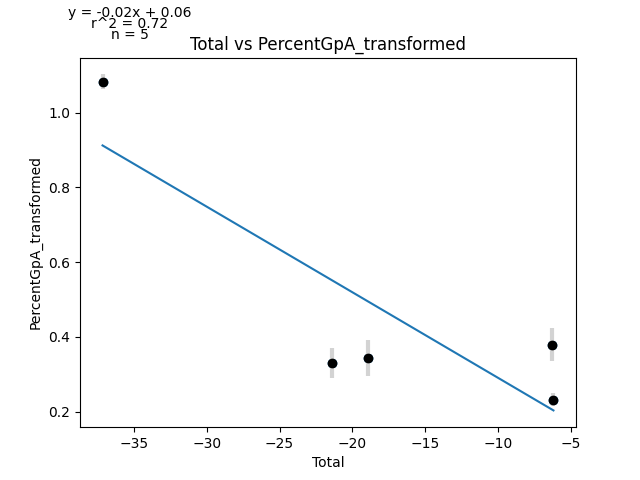 y = -0.02x + 0.06
r^2 = 0.72
n = 5
Total vs PercentGpA_transformed
PercentGpA_transformed
1.0
0.8
0.6
0.4
0.2
−35
−30
−25
−20
−15
−10
−5
Total